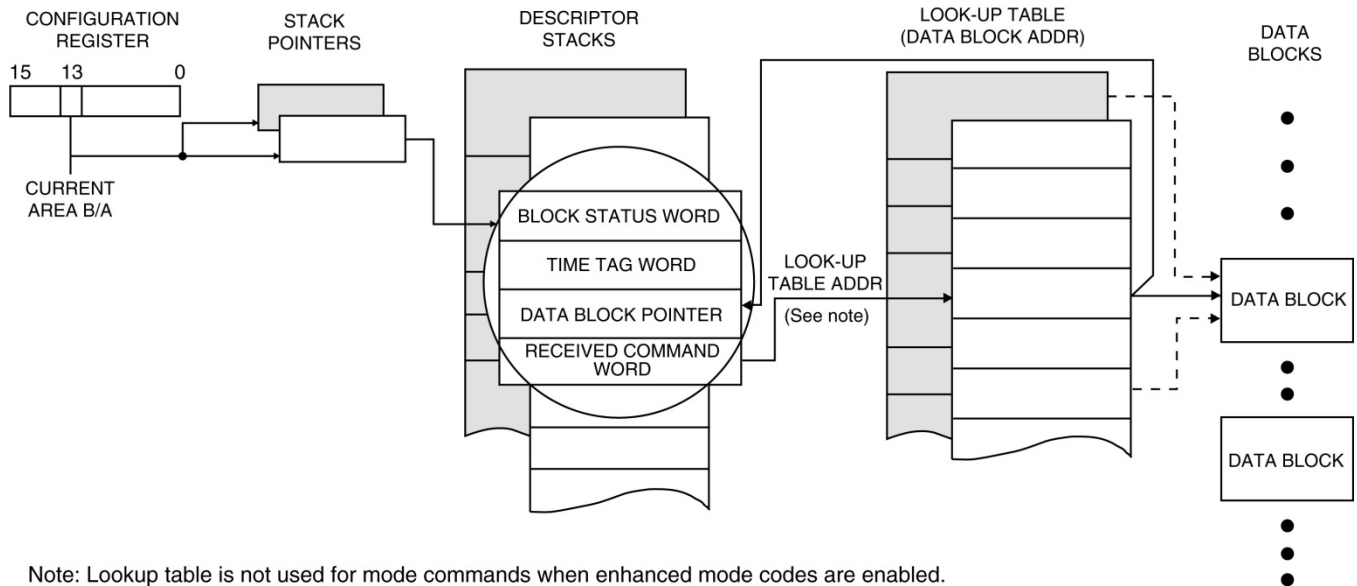 CONFIGURATION
REGISTER
15 13 0
CURRENT
AREA B/A
STACK
POINTERS
DESCRIPTOR
STACKS
BLOCK STATUS WORD
TIME TAG WORD
DATA BLOCK POINTER
RECEIVED COMMAND
WORD
LOOK-UP
TABLE ADDR
(See note)
LOOK-UP TABLE
(DATA BLOCK ADDR)
DATA
BLOCKS
DATA BLOCK
DATA BLOCK
Note: Lookup table is not used for mode commands when enhanced mode codes are enabled.